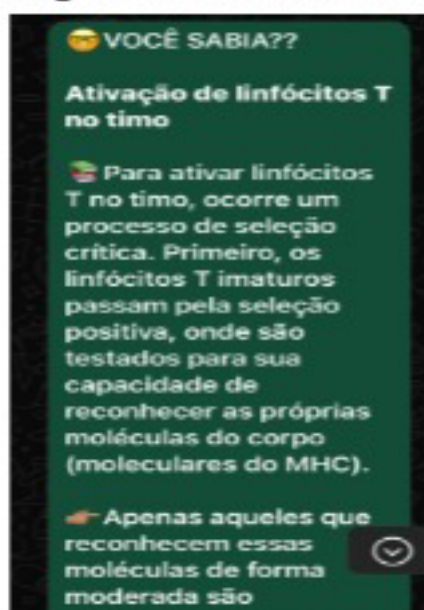 🤓VOCÊ SABIA??
Ativação de linfócitos T
no timo
📚 Para ativar linfócitos
T no timo, ocorre um
processo de seleção
crítica. Primeiro, os
linfócitos T imaturos
passam pela seleção
positiva, onde são
testados para sua
capacidade de
reconhecer as próprias
moléculas do corpo
(moleculares do MHC).
👉Apenas aqueles que
reconhecem essas
moléculas de forma
moderada são